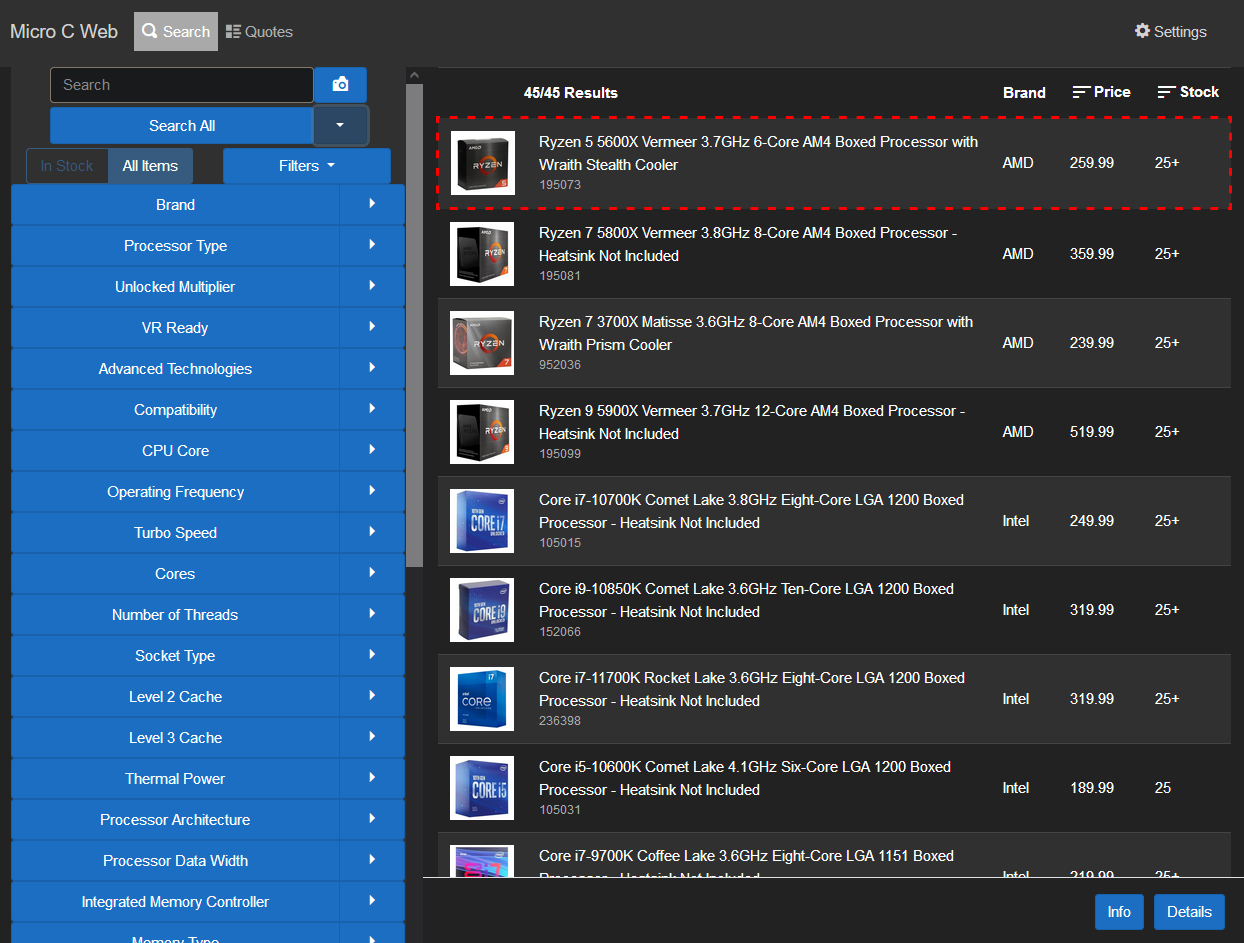 Micro C Web
Search
Quotes
Settings
Search
Search All
In Stock
All Items
Filters
Brand
Processor Type
Unlocked Multiplier
VR Ready
Advanced Technologies
Compatibility
CPU Core
Operating Frequency
Turbo Speed
Cores
Number of Threads
Socket Type
Level 2 Cache
Level 3 Cache
Thermal Power
Processor Architecture
Processor Data Width
Integrated Memory Controller
Memory Type
45/45 Results Brand Price Stock
Ryzen 5 5600X Vermeer 3.7GHz 6-Core AM4 Boxed Processor with
Wraith Stealth Cooler
195073
AMD 259.99 25+
Ryzen 7 5800X Vermeer 3.8GHz 8-Core AM4 Boxed Processor -
Heatsink Not Included
195081
AMD 359.99 25+
Ryzen 7 3700X Matisse 3.6GHz 8-Core AM4 Boxed Processor with
Wraith Prism Cooler
952036
AMD 239.99 25+
Ryzen 9 5900X Vermeer 3.7GHz 12-Core AM4 Boxed Processor -
Heatsink Not Included
195099
AMD 519.99 25+
Core i7-10700K Comet Lake 3.8GHz Eight-Core LGA 1200 Boxed
Processor - Heatsink Not Included
105015
Intel 249.99 25+
Core i9-10850K Comet Lake 3.6GHz Ten-Core LGA 1200 Boxed
Processor - Heatsink Not Included
152066
Intel 319.99 25+
Core i7-11700K Rocket Lake 3.6GHz Eight-Core LGA 1200 Boxed
Processor - Heatsink Not Included
236398
Intel 319.99 25+
Core i5-10600K Comet Lake 4.1GHz Six-Core LGA 1200 Boxed
Processor - Heatsink Not Included
105031
Intel 189.99 25
Core i7-9700K Coffee Lake 3.6GHz Eight-Core LGA 1151 Boxed
Processor - Heatsink Not Included
Intel 219.99 25+
Info
Details